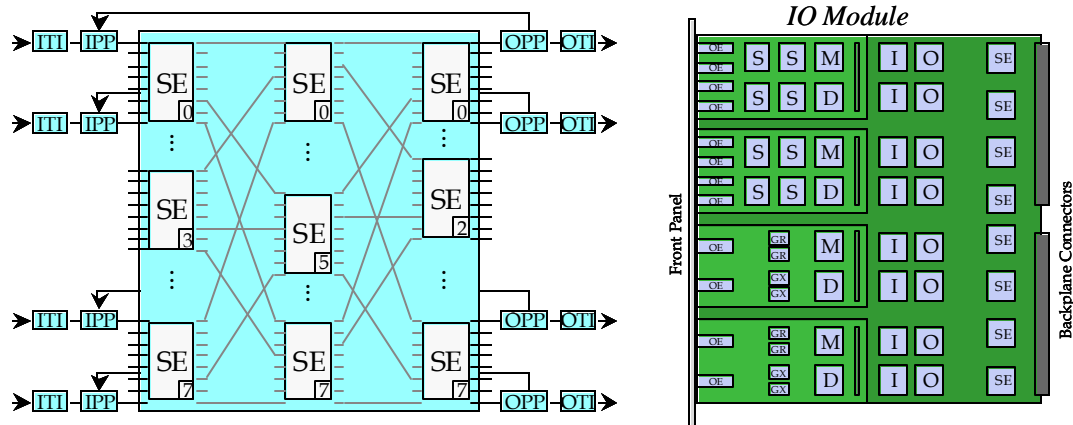 IO Module
ITI IPP OPP OTI
SE 0 SE 0 SE 0
ITI IPP OPP OTI
SE 3 SE 5 SE 2
ITI IPP OPP OTI
SE 7 SE 7 SE 7
ITI IPP OPP OTI
Front Panel
OE S S M I O SE
OE
OE S S D I O SE
OE
OE S S M I O SE
OE
OE S S D I O SE
OE
OE GR M I O SE
GR
OE GX D I O SE
GX
OE GR M I O SE
GR
OE GX D I O SE
GX
Backplane Connectors